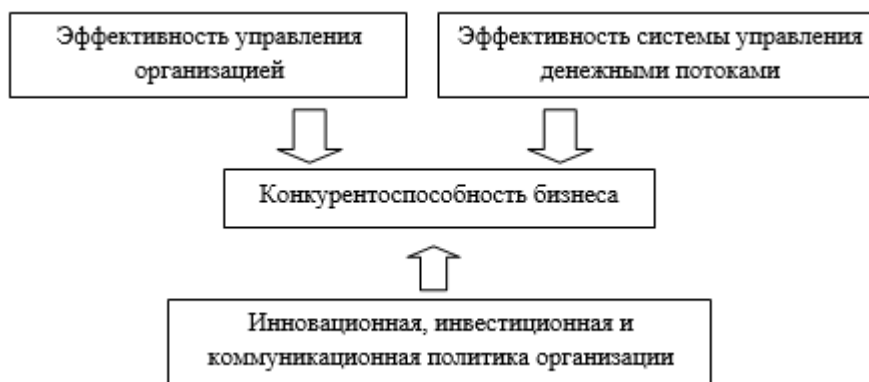 Эффективность управления
организацией
Эффективность системы управления
денежными потоками
Конкурентоспособность бизнеса
Инновационная, инвестиционная и
коммуникационная политика организации